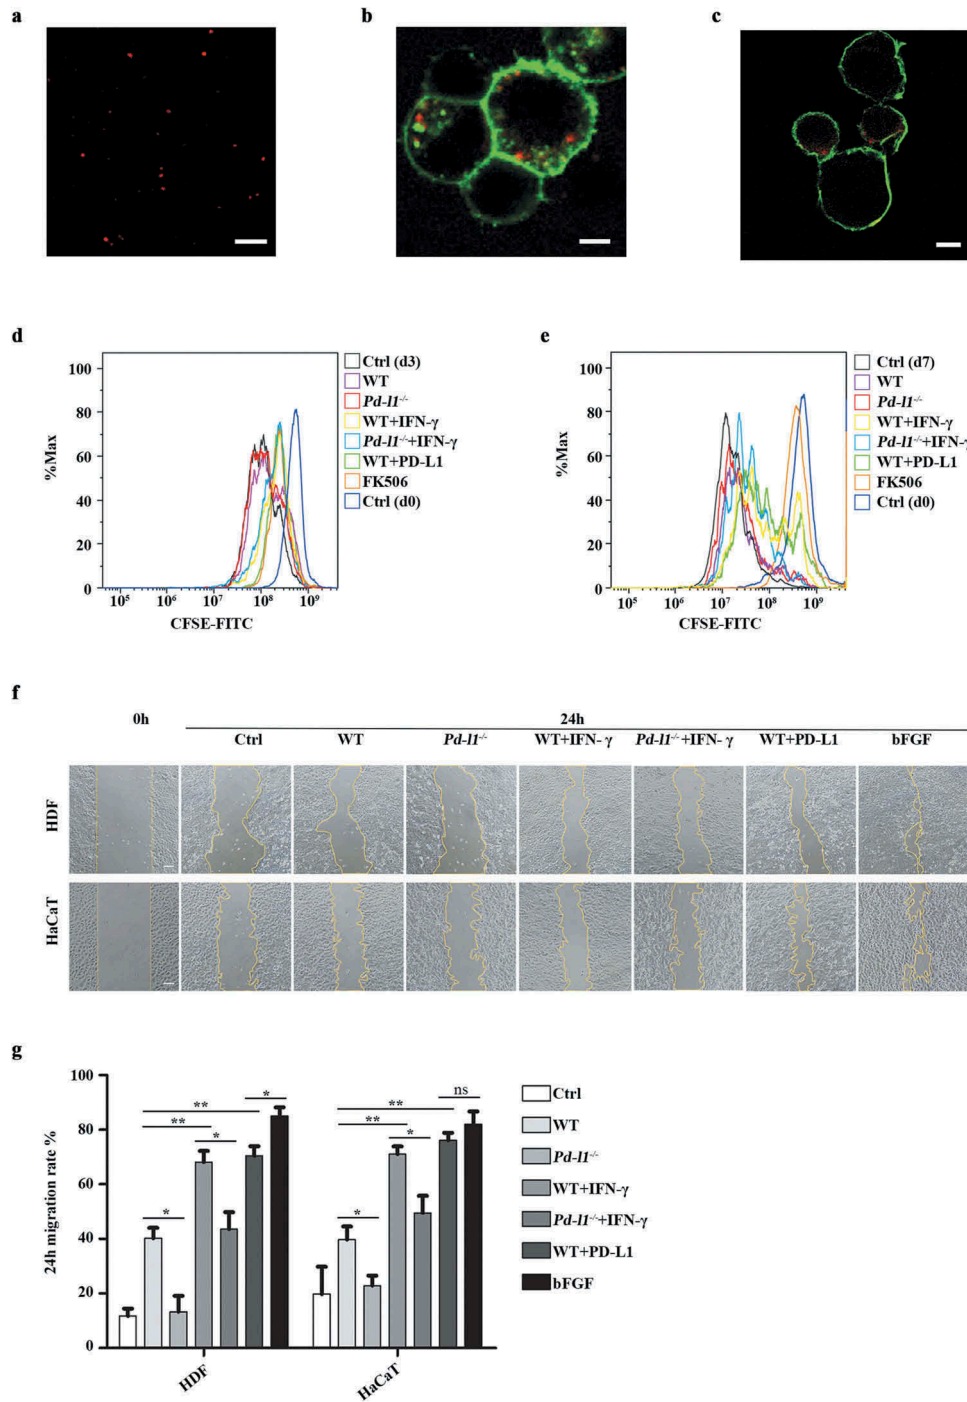 a
b
c
d
100
80
60
40
20
0
%Max
10⁵ 10⁶ 10⁷ 10⁸ 10⁹
CFSE-FITC
Ctrl (d3)
WT
Pd-l1⁻/⁻
WT+IFN-γ
Pd-l1⁻/⁻+IFN-γ
WT+PD-L1
FK506
Ctrl (d0)
e
100
80
60
40
20
0
%Max
10⁵ 10⁶ 10⁷ 10⁸ 10⁹
CFSE-FITC
Ctrl (d7)
WT
Pd-l1⁻/⁻
WT+IFN-γ
Pd-l1⁻/⁻+IFN-γ
WT+PD-L1
FK506
Ctrl (d0)
f
0h 24h
Ctrl WT Pd-l1⁻/⁻ WT+IFN- γ Pd-l1⁻/⁻+IFN- γ WT+PD-L1 bFGF
HDF
HaCaT
g
100
80
60
40
20
0
24h migration rate %
** * ** ns
** **
* *
* *
HDF HaCaT
Ctrl
WT
Pd-l1⁻/⁻
WT+IFN-γ
Pd-l1⁻/⁻+IFN-γ
WT+PD-L1
bFGF